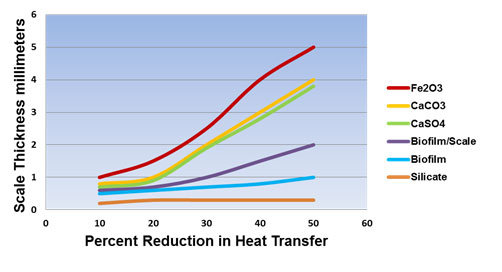 Scale Thickness millimeters
6
5
4
3
2
1
0
0 10 20 30 40 50 60
Percent Reduction in Heat Transfer
Fe2O3
CaCO3
CaSO4
Biofilm/Scale
Biofilm
Silicate